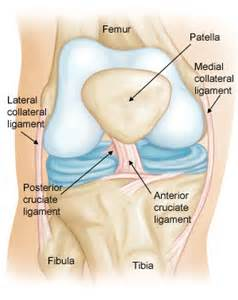 Femur
Patella
Medial
collateral
ligament
Lateral
collateral
ligament
Posterior
cruciate
ligament
Anterior
cruciate
ligament
Fibula
Tibia